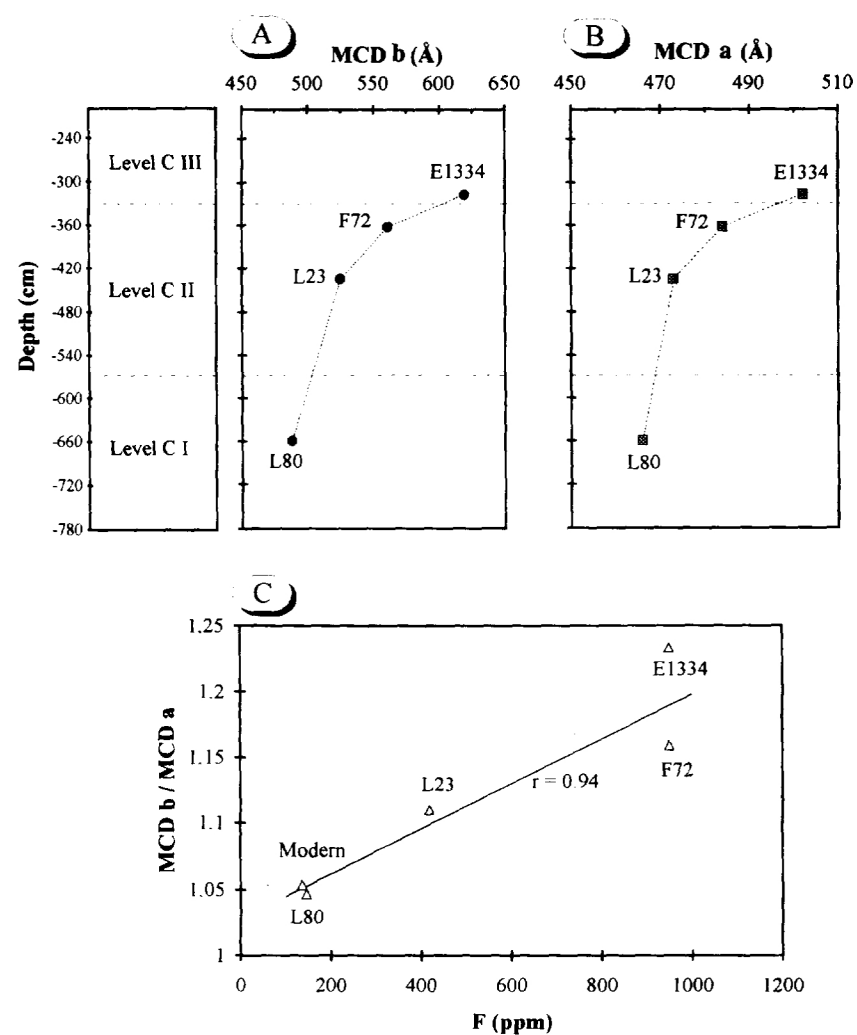 A
B
MCD b (Å)
MCD a (Å)
450 500 550 600 650
450 470 490 510
Depth (cm)
-240
-300
-360
-420
-480
-540
-600
-660
-720
-780
Level C III
Level C II
Level C I
E1334
F72
L23
L80
E1334
F72
L23
L80
C
MCD b / MCD a
1.25
1.2
1.15
1.1
1.05
1
E1334
F72
L23
r = 0.94
Modern
L80
0 200 400 600 800 1000 1200
F (ppm)